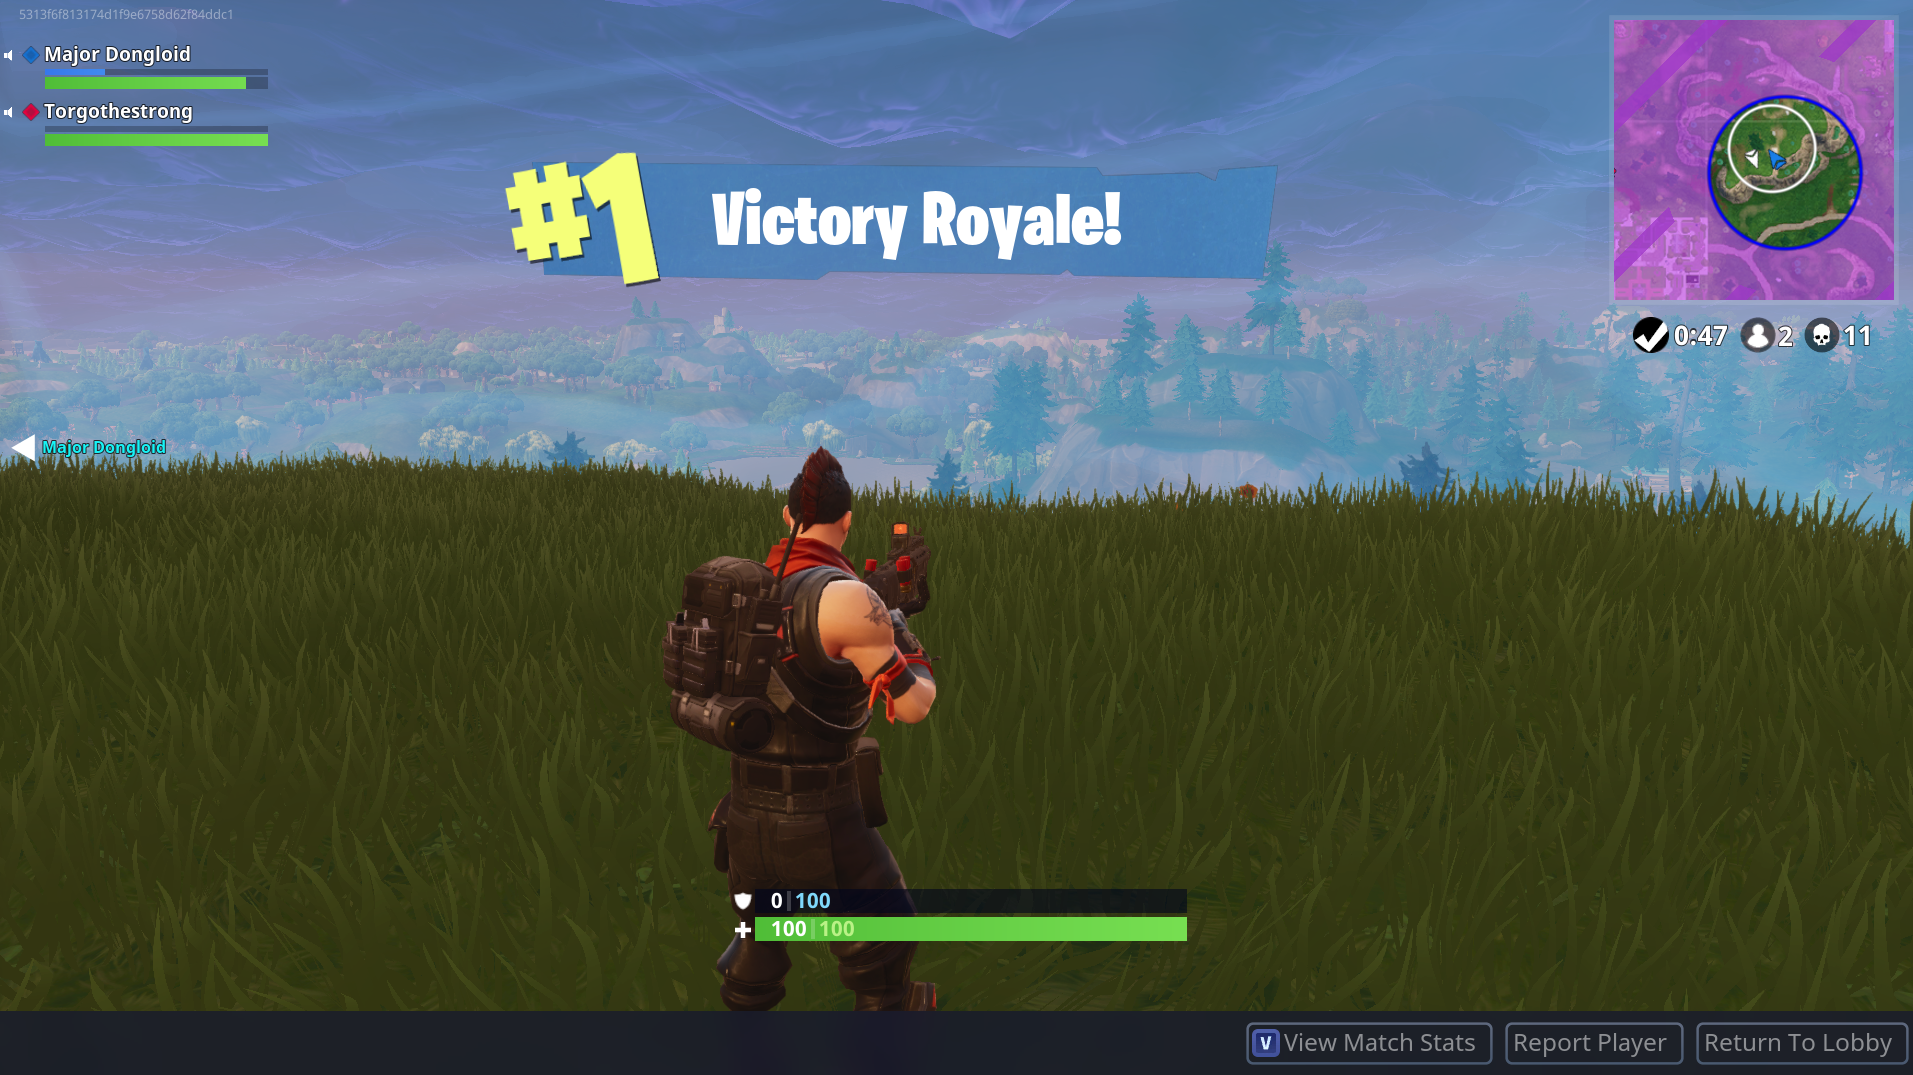 5313f6f813174d1f9e6758d62f84ddc1
Major Dongloid
Torgothestrong
#1 Victory Royale!
0:47 2 11
Major Dongloid
0 | 100
100 | 100
V View Match Stats Report Player Return To Lobby